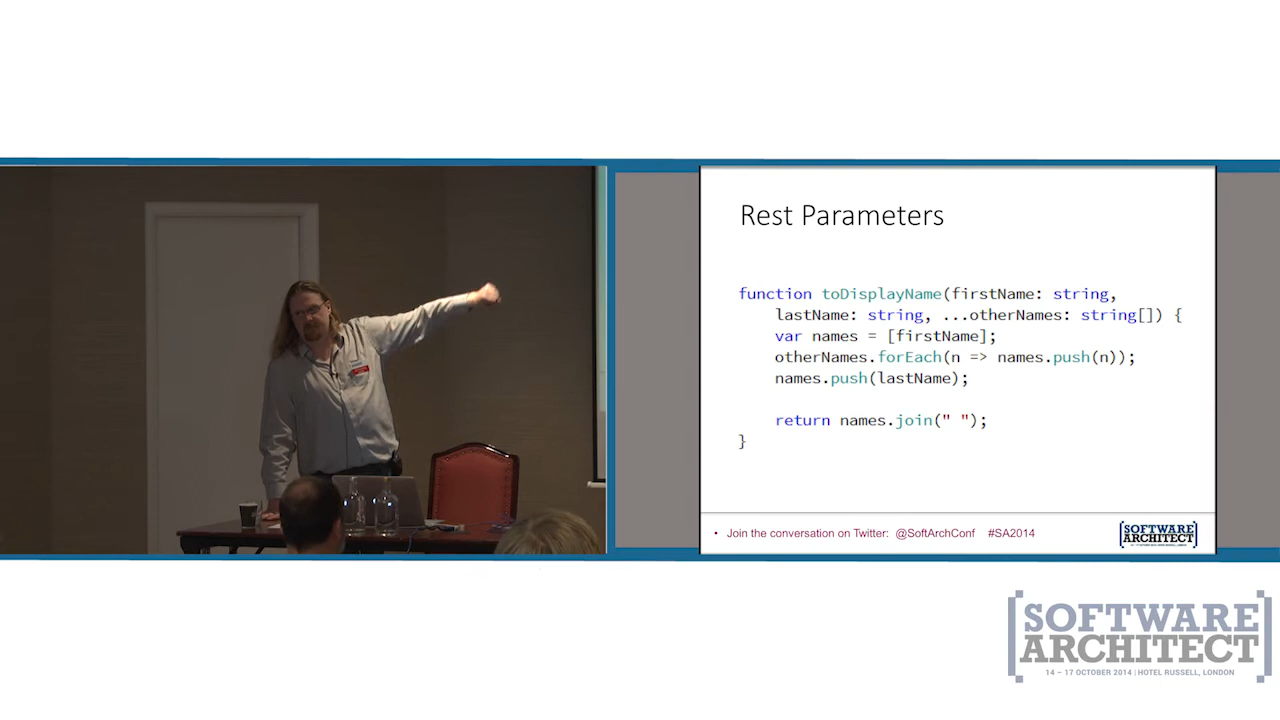 Rest Parameters
function toDisplayName(firstName: string,
lastName: string, ...otherNames: string[]) {
var names = [firstName];
otherNames.forEach(n => names.push(n));
names.push(lastName);
return names.join(" ");
}
• Join the conversation on Twitter: @SoftArchConf #SA2014
[SOFTWARE
ARCHITECT]
[SOFTWARE
ARCHITECT]
14 – 17 OCTOBER 2014 | HOTEL RUSSELL, LONDON